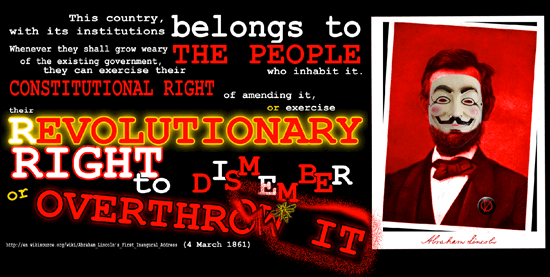 This country,
with its institutions belongs to
Whenever they shall grow weary THE PEOPLE
of the existing government,
they can exercise their who inhabit it.
CONSTITUTIONAL RIGHT
of amending it,
their or exercise
REVOLUTIONARY
RIGHT
to DISMEMBER
or OVERTHROW IT
http://en.wikisource.org/wiki/Abraham_Lincoln's_First_Inaugural_Address (4 March 1861)
Abraham Lincoln